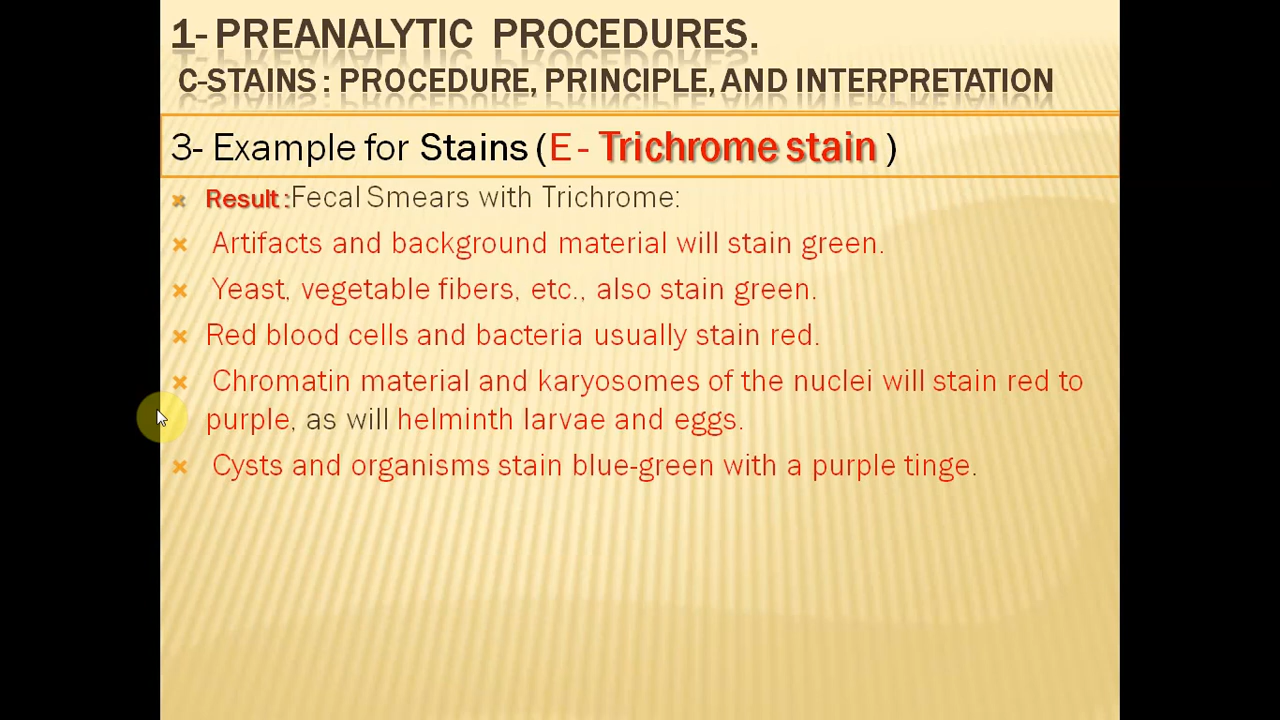 1- PREANALYTIC PROCEDURES.
C-STAINS : PROCEDURE, PRINCIPLE, AND INTERPRETATION
3- Example for Stains (E - Trichrome stain )
Result :Fecal Smears with Trichrome:
Artifacts and background material will stain green.
Yeast, vegetable fibers, etc., also stain green.
Red blood cells and bacteria usually stain red.
Chromatin material and karyosomes of the nuclei will stain red to
purple, as will helminth larvae and eggs.
Cysts and organisms stain blue-green with a purple tinge.